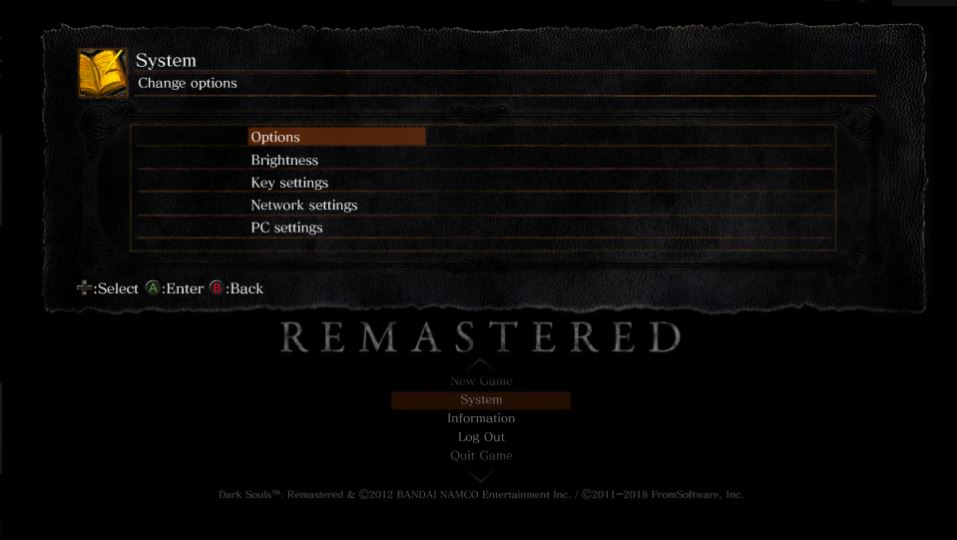 System
Change options
Options
Brightness
Key settings
Network settings
PC settings
:Select A:Enter B:Back
REMASTERED
New Game
System
Information
Log Out
Quit Game
Dark Souls™: Remastered & ©2012 BANDAI NAMCO Entertainment Inc. / ©2011-2018 FromSoftware, Inc.